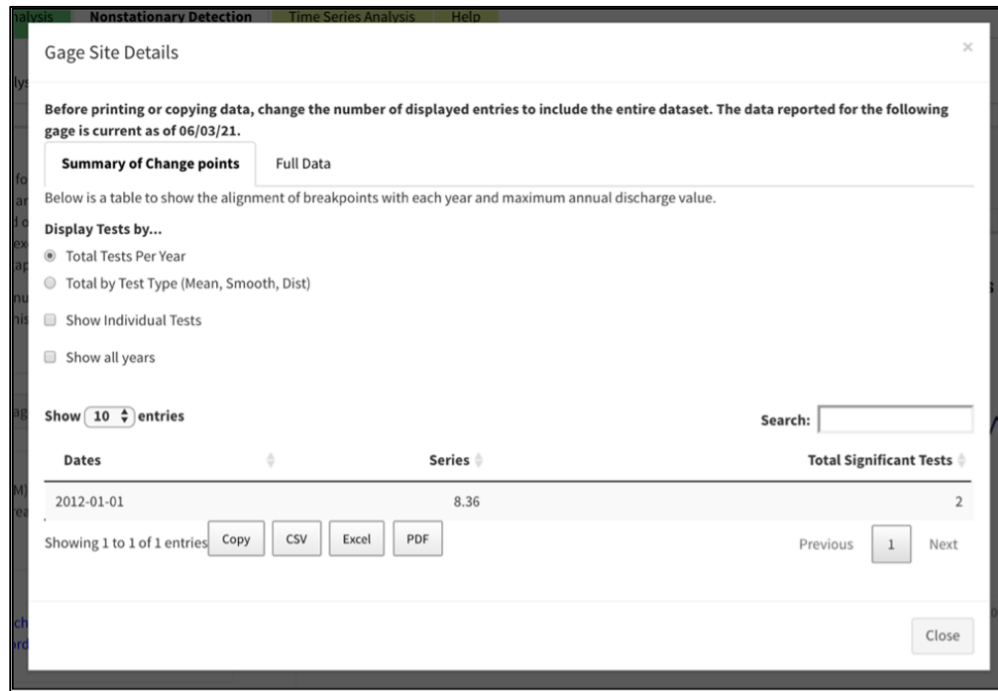 Nonstationary Detection Time Series Analysis Help
Gage Site Details ×
Before printing or copying data, change the number of displayed entries to include the entire dataset. The data reported for the following
gage is current as of 06/03/21.
Summary of Change points Full Data
Below is a table to show the alignment of breakpoints with each year and maximum annual discharge value.
Display Tests by...
Total Tests Per Year
Total by Test Type (Mean, Smooth, Dist)
Show Individual Tests
Show all years
Show 10 entries
Search:
Dates Series Total Significant Tests
2012-01-01 8.36 2
Showing 1 to 1 of 1 entries Copy CSV Excel PDF Previous 1 Next
Close